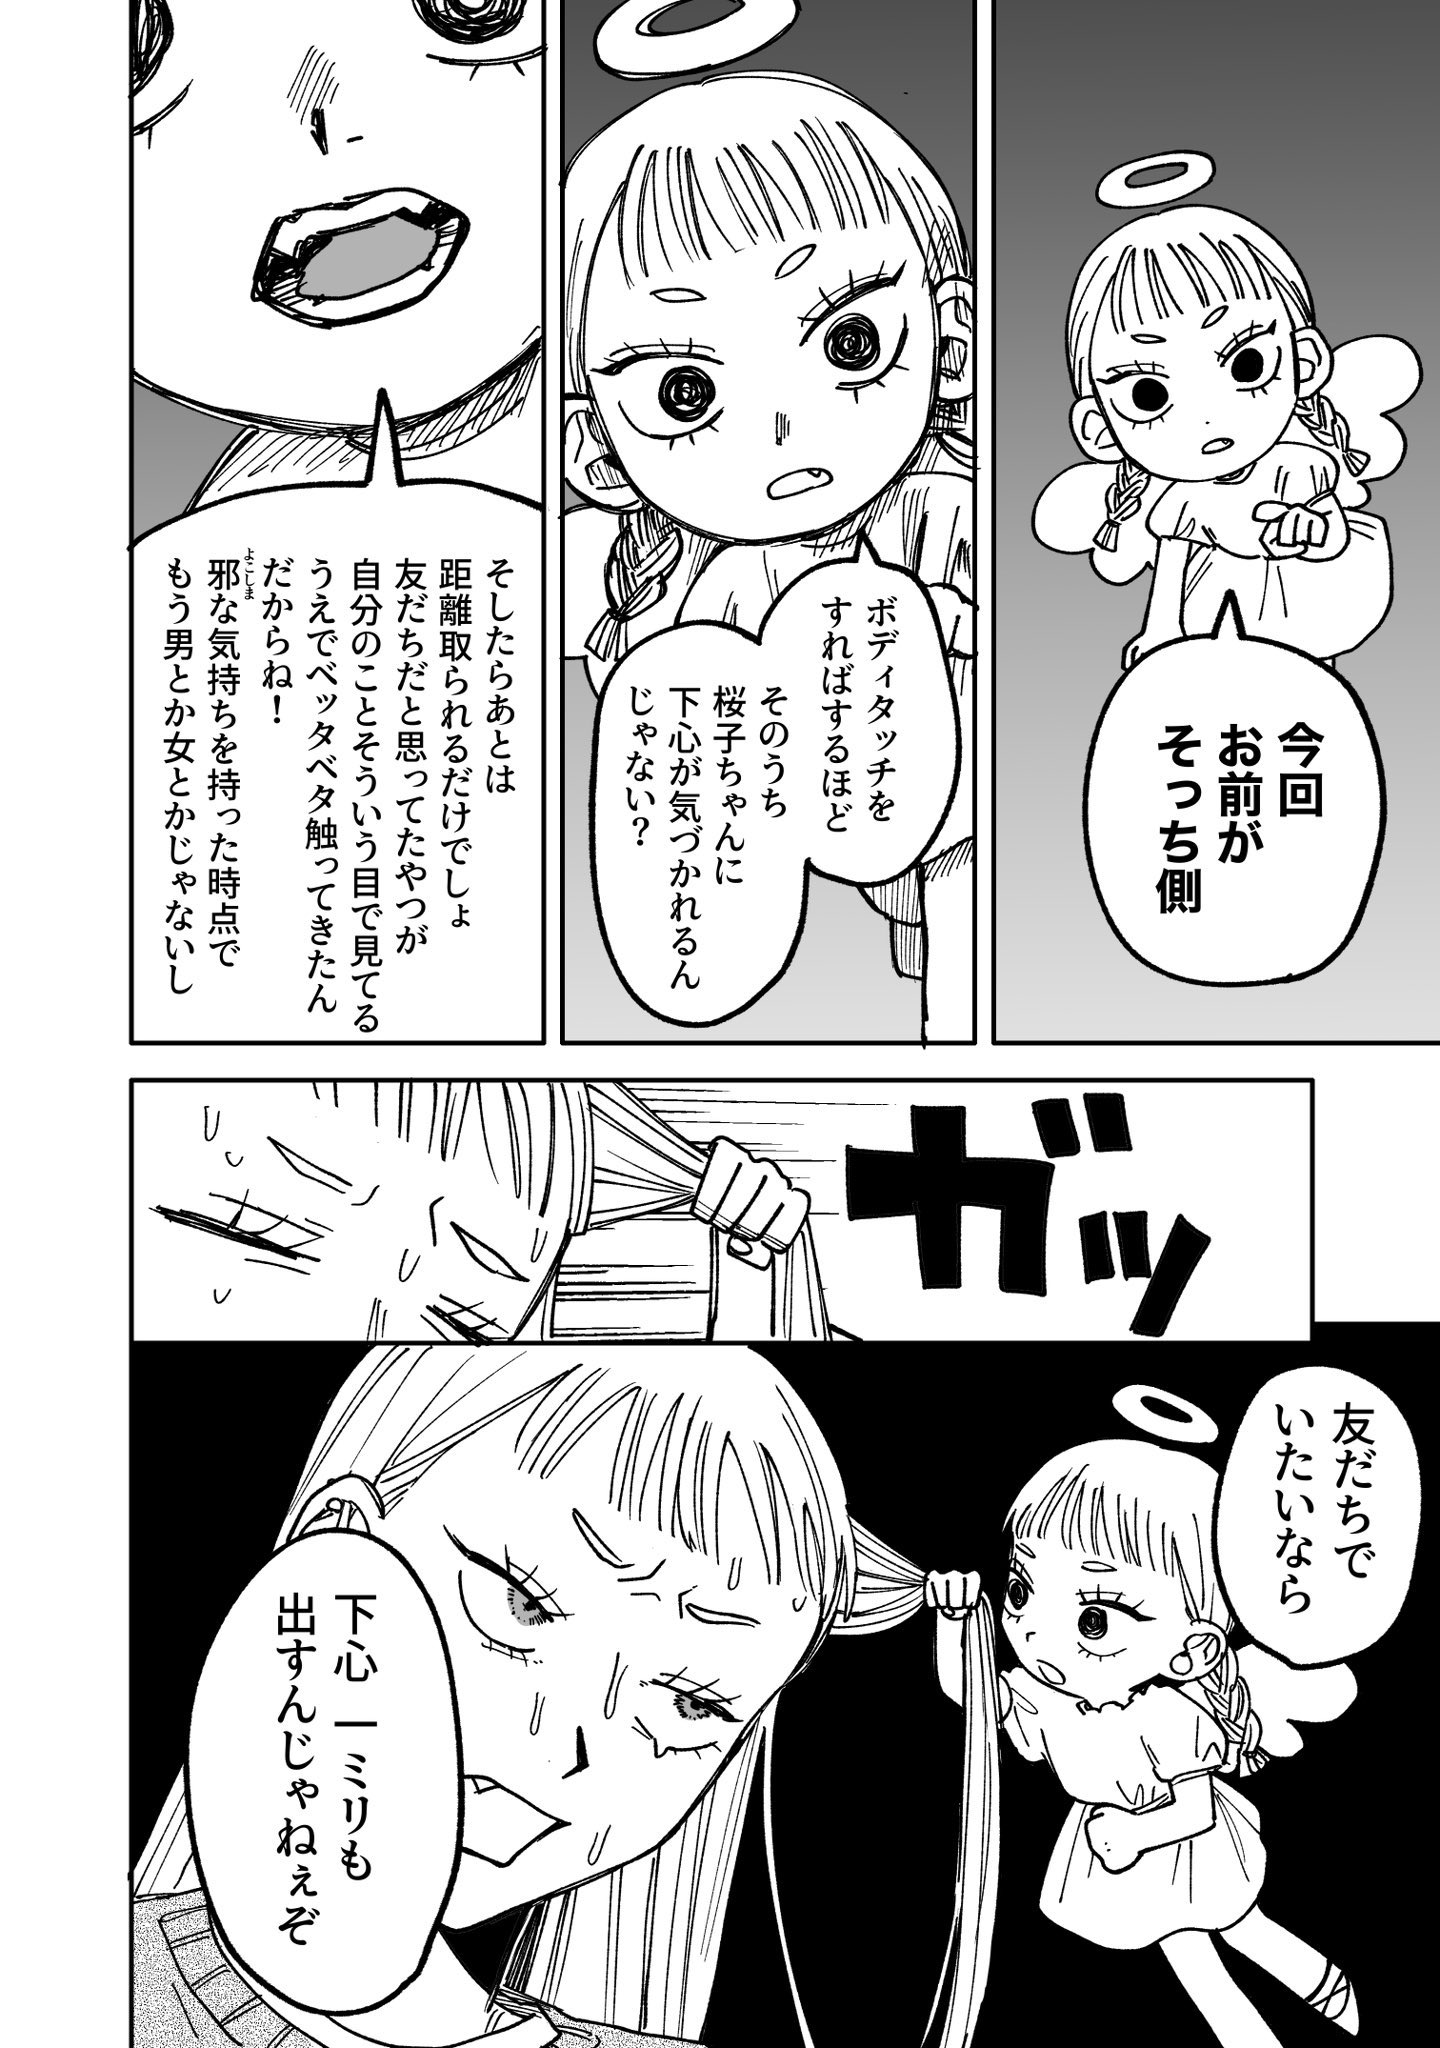 今回
お前が
そっち側
ボディタッチを
すればするほど
そのうち
桜子ちゃんに
下心が気づかれるん
じゃない？
そしたらあとは
距離取られるだけでしょ
友だちだと思ってたやつが
自分のことそういう目で見てる
うえでベッタベタ触ってきたん
だからね！
よこしま
邪な気持ちを持った時点で
もう男とか女とかじゃないし
ガッ
友だちで
いたいなら
下心一ミリも
出すんじゃねぇぞ